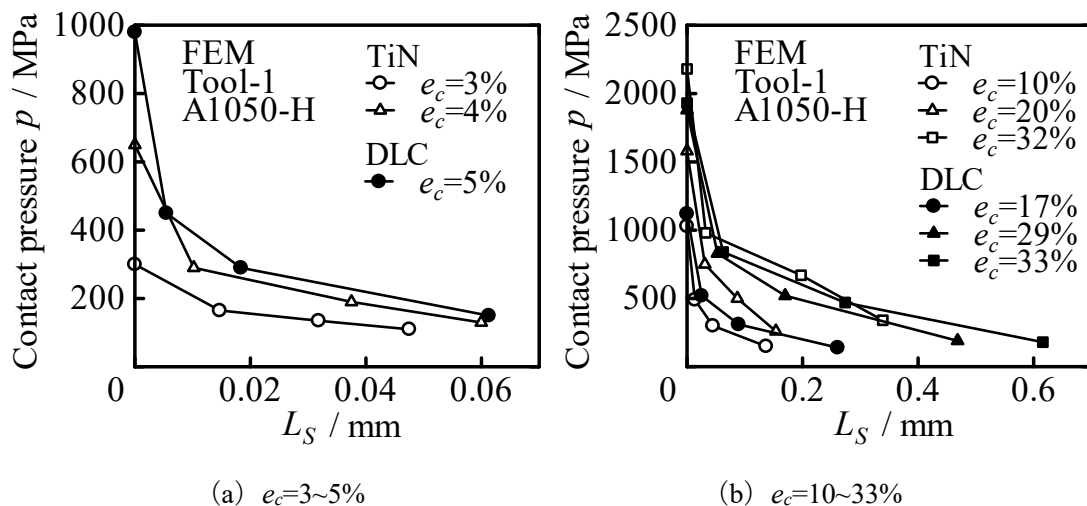 Contact pressure p / MPa
1000
800
600
400
200
0
0.02
0.04
0.06
L_S / mm
FEM
Tool-1
A1050-H
TiN
e_c=3%
e_c=4%
DLC
e_c=5%
(a) e_c=3~5%
Contact pressure p / MPa
2500
2000
1500
1000
500
0
0.2
0.4
0.6
L_S / mm
FEM
Tool-1
A1050-H
TiN
e_c=10%
e_c=20%
e_c=32%
DLC
e_c=17%
e_c=29%
e_c=33%
(b) e_c=10~33%